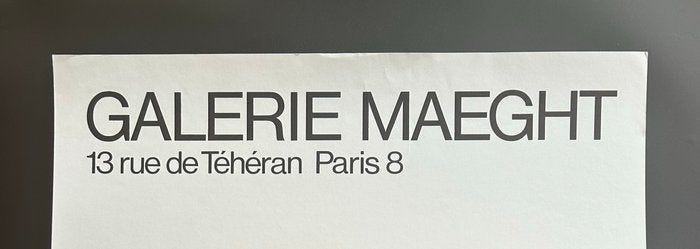 GALERIE MAEGHT
13 rue de Téhéran Paris 8